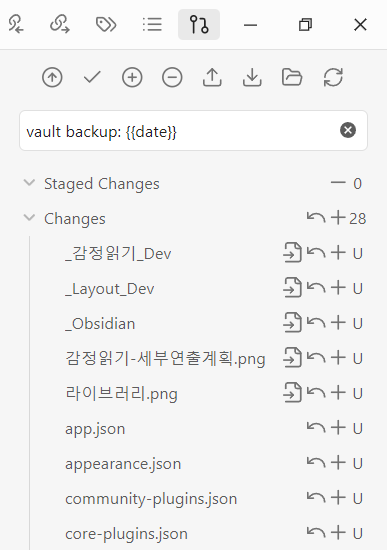 vault backup: {{date}}
Staged Changes 0
Changes 28
_감정읽기_Dev U
_Layout_Dev U
_Obsidian U
감정읽기-세부연출계획.png U
라이브러리.png U
app.json U
appearance.json U
community-plugins.json U
core-plugins.json U